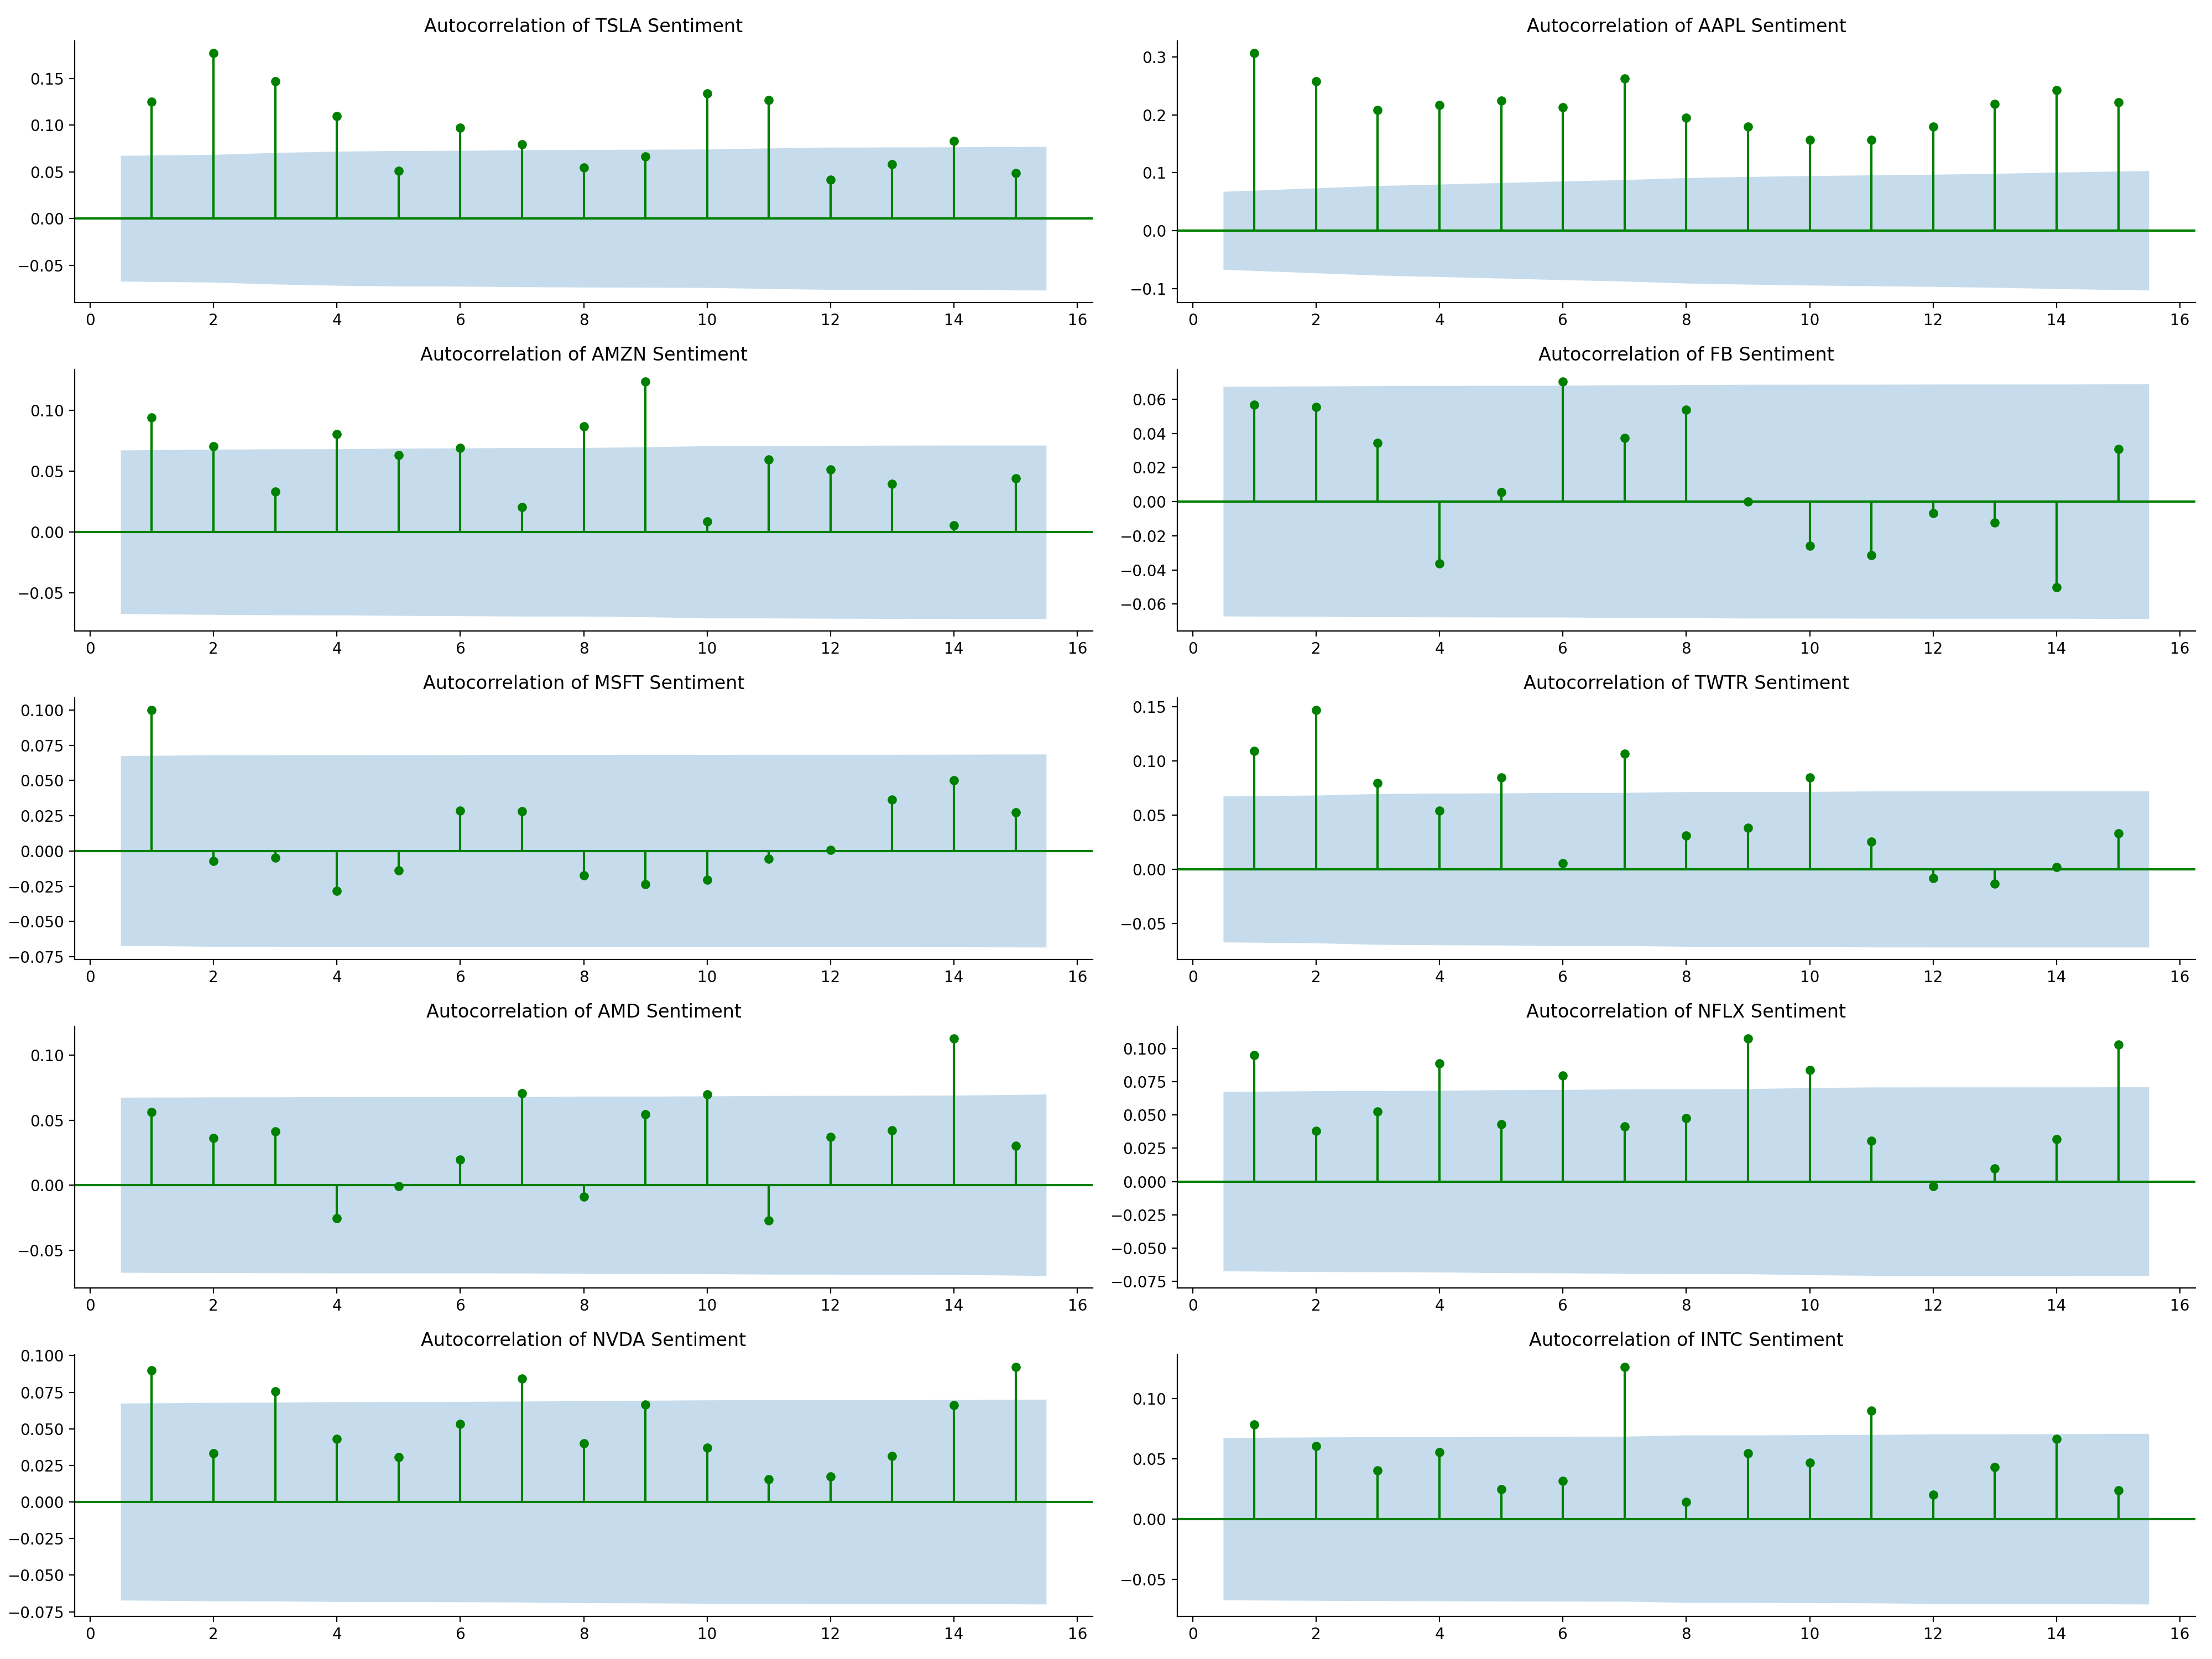 Autocorrelation of TSLA Sentiment
0.15
0.10
0.05
0.00
−0.05
0 2 4 6 8 10 12 14 16
Autocorrelation of AAPL Sentiment
0.3
0.2
0.1
0.0
−0.1
0 2 4 6 8 10 12 14 16
Autocorrelation of AMZN Sentiment
0.10
0.05
0.00
−0.05
0 2 4 6 8 10 12 14 16
Autocorrelation of FB Sentiment
0.06
0.04
0.02
0.00
−0.02
−0.04
−0.06
0 2 4 6 8 10 12 14 16
Autocorrelation of MSFT Sentiment
0.100
0.075
0.050
0.025
0.000
−0.025
−0.050
−0.075
0 2 4 6 8 10 12 14 16
Autocorrelation of TWTR Sentiment
0.15
0.10
0.05
0.00
−0.05
0 2 4 6 8 10 12 14 16
Autocorrelation of AMD Sentiment
0.10
0.05
0.00
−0.05
0 2 4 6 8 10 12 14 16
Autocorrelation of NFLX Sentiment
0.100
0.075
0.050
0.025
0.000
−0.025
−0.050
−0.075
0 2 4 6 8 10 12 14 16
Autocorrelation of NVDA Sentiment
0.100
0.075
0.050
0.025
0.000
−0.025
−0.050
−0.075
0 2 4 6 8 10 12 14 16
Autocorrelation of INTC Sentiment
0.10
0.05
0.00
−0.05
0 2 4 6 8 10 12 14 16